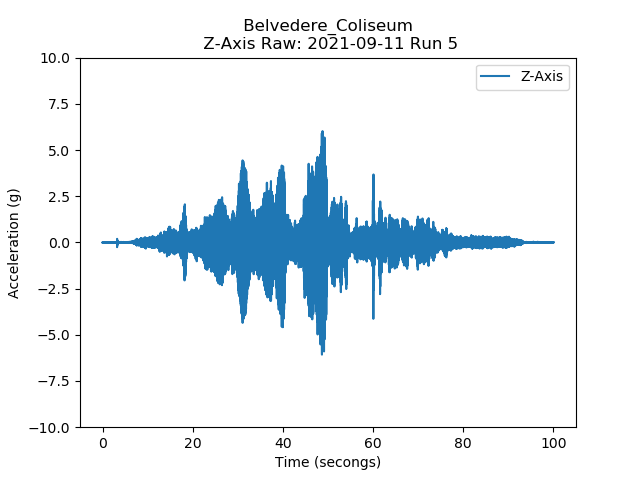 Belvedere_Coliseum
Z-Axis Raw: 2021-09-11 Run 5
Z-Axis
10.0
7.5
5.0
2.5
0.0
−2.5
−5.0
−7.5
−10.0
Acceleration (g)
0 20 40 60 80 100
Time (secongs)